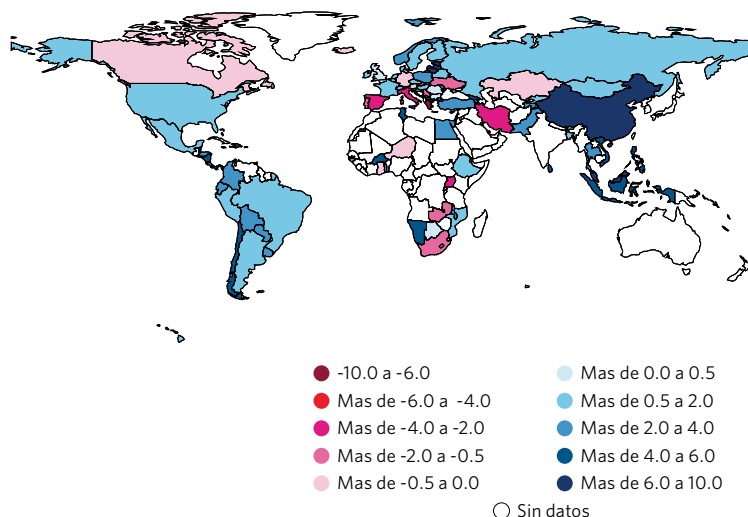 -10.0 a -6.0
Mas de -6.0 a -4.0
Mas de -4.0 a -2.0
Mas de -2.0 a -0.5
Mas de -0.5 a 0.0
Mas de 0.0 a 0.5
Mas de 0.5 a 2.0
Mas de 2.0 a 4.0
Mas de 4.0 a 6.0
Mas de 6.0 a 10.0
Sin datos